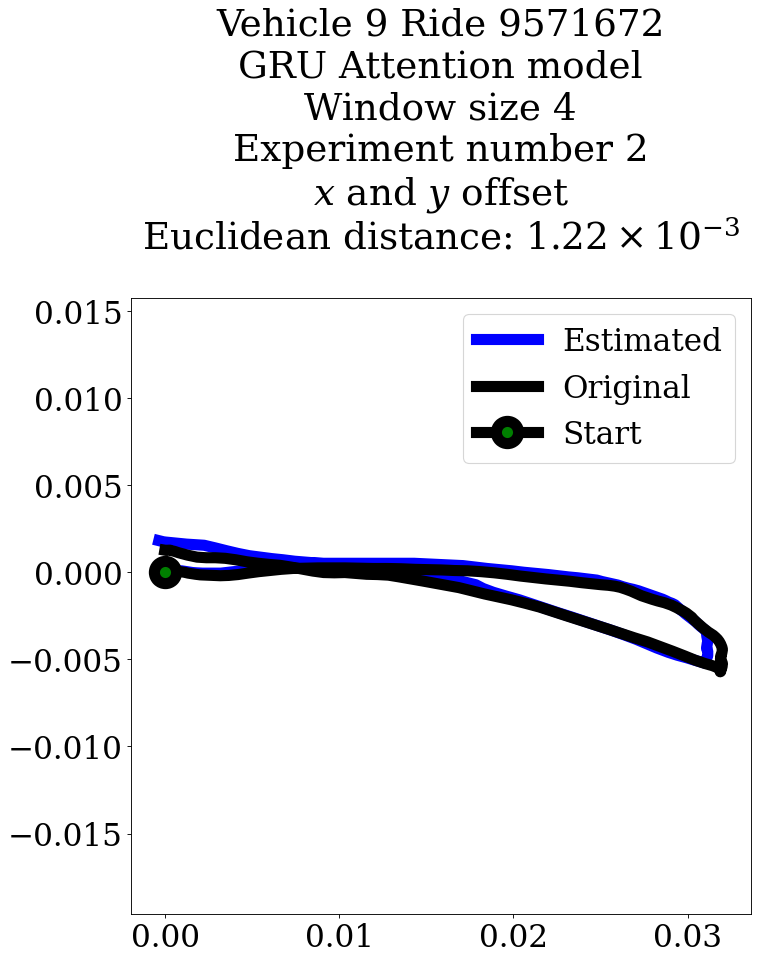 Vehicle 9 Ride 9571672
GRU Attention model
Window size 4
Experiment number 2
x and y offset
Euclidean distance: 1.22 × 10⁻³
0.015
Estimated
0.010
Original
0.005
Start
0.000
−0.005
−0.010
−0.015
0.00 0.01 0.02 0.03